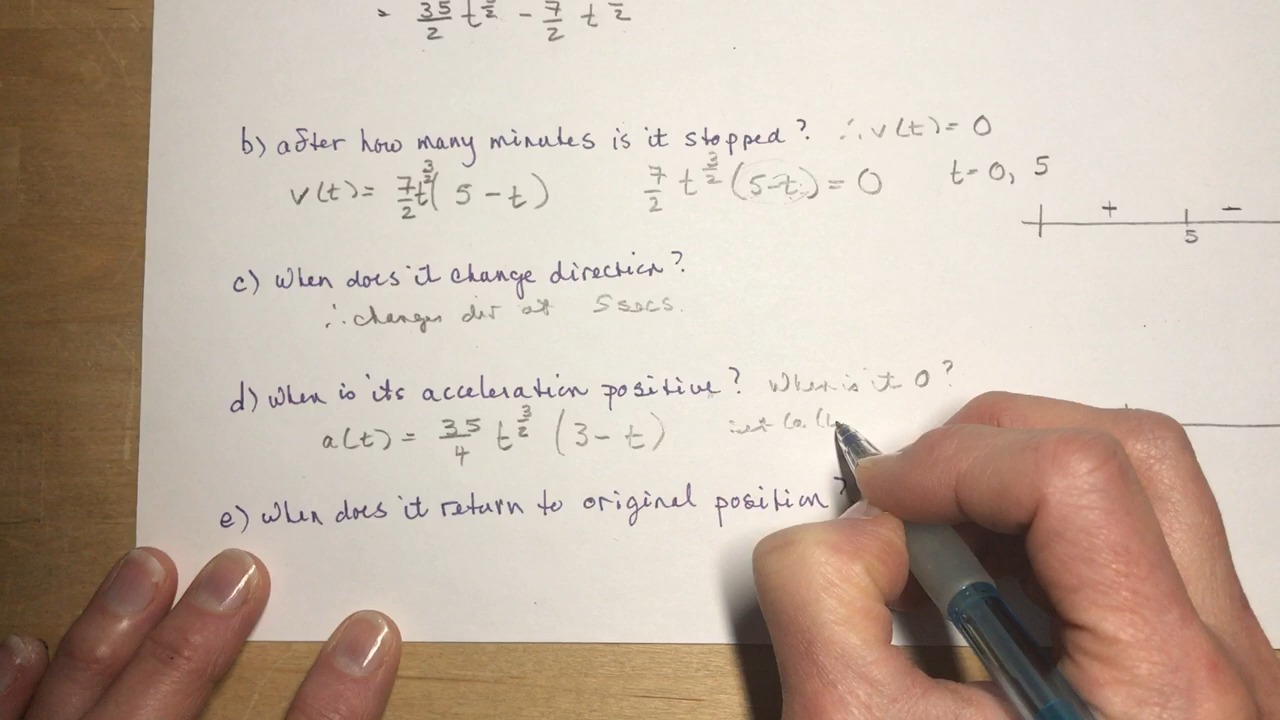 35/2 t - 7/2 t
b) after how many minutes is it stopped? ∴ v(t) = 0
v(t) = 7/2 t^3/2 (5 - t) 7/2 t^3/2 (5-t) = 0 t = 0, 5
+ -
5
c) When does it change direction?
∴ changes dir at 5 secs.
d) When is its acceleration positive? When is it 0?
a(t) = 35/4 t^3/2 (3 - t)
e) When does it return to original position?